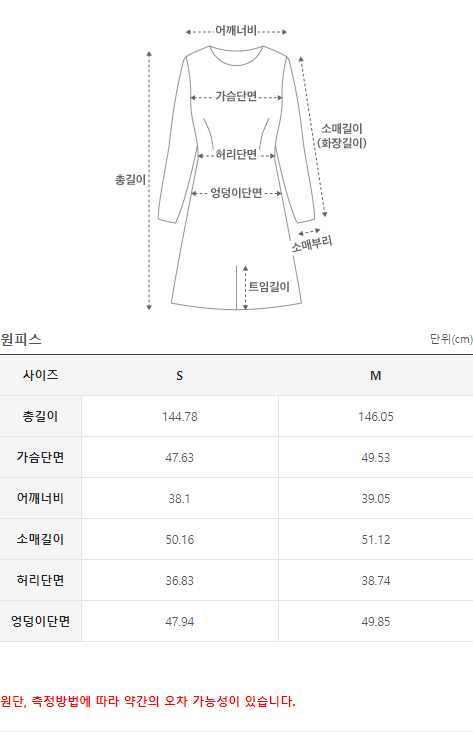 어깨너비
가슴단면
소매길이
(화장길이)
허리단면
총길이
엉덩이단면
소매부리
트임길이
원피스 단위(cm)
사이즈 S M
총길이 144.78 146.05
가슴단면 47.63 49.53
어깨너비 38.1 39.05
소매길이 50.16 51.12
허리단면 36.83 38.74
엉덩이단면 47.94 49.85
원단, 측정방법에 따라 약간의 오차 가능성이 있습니다.